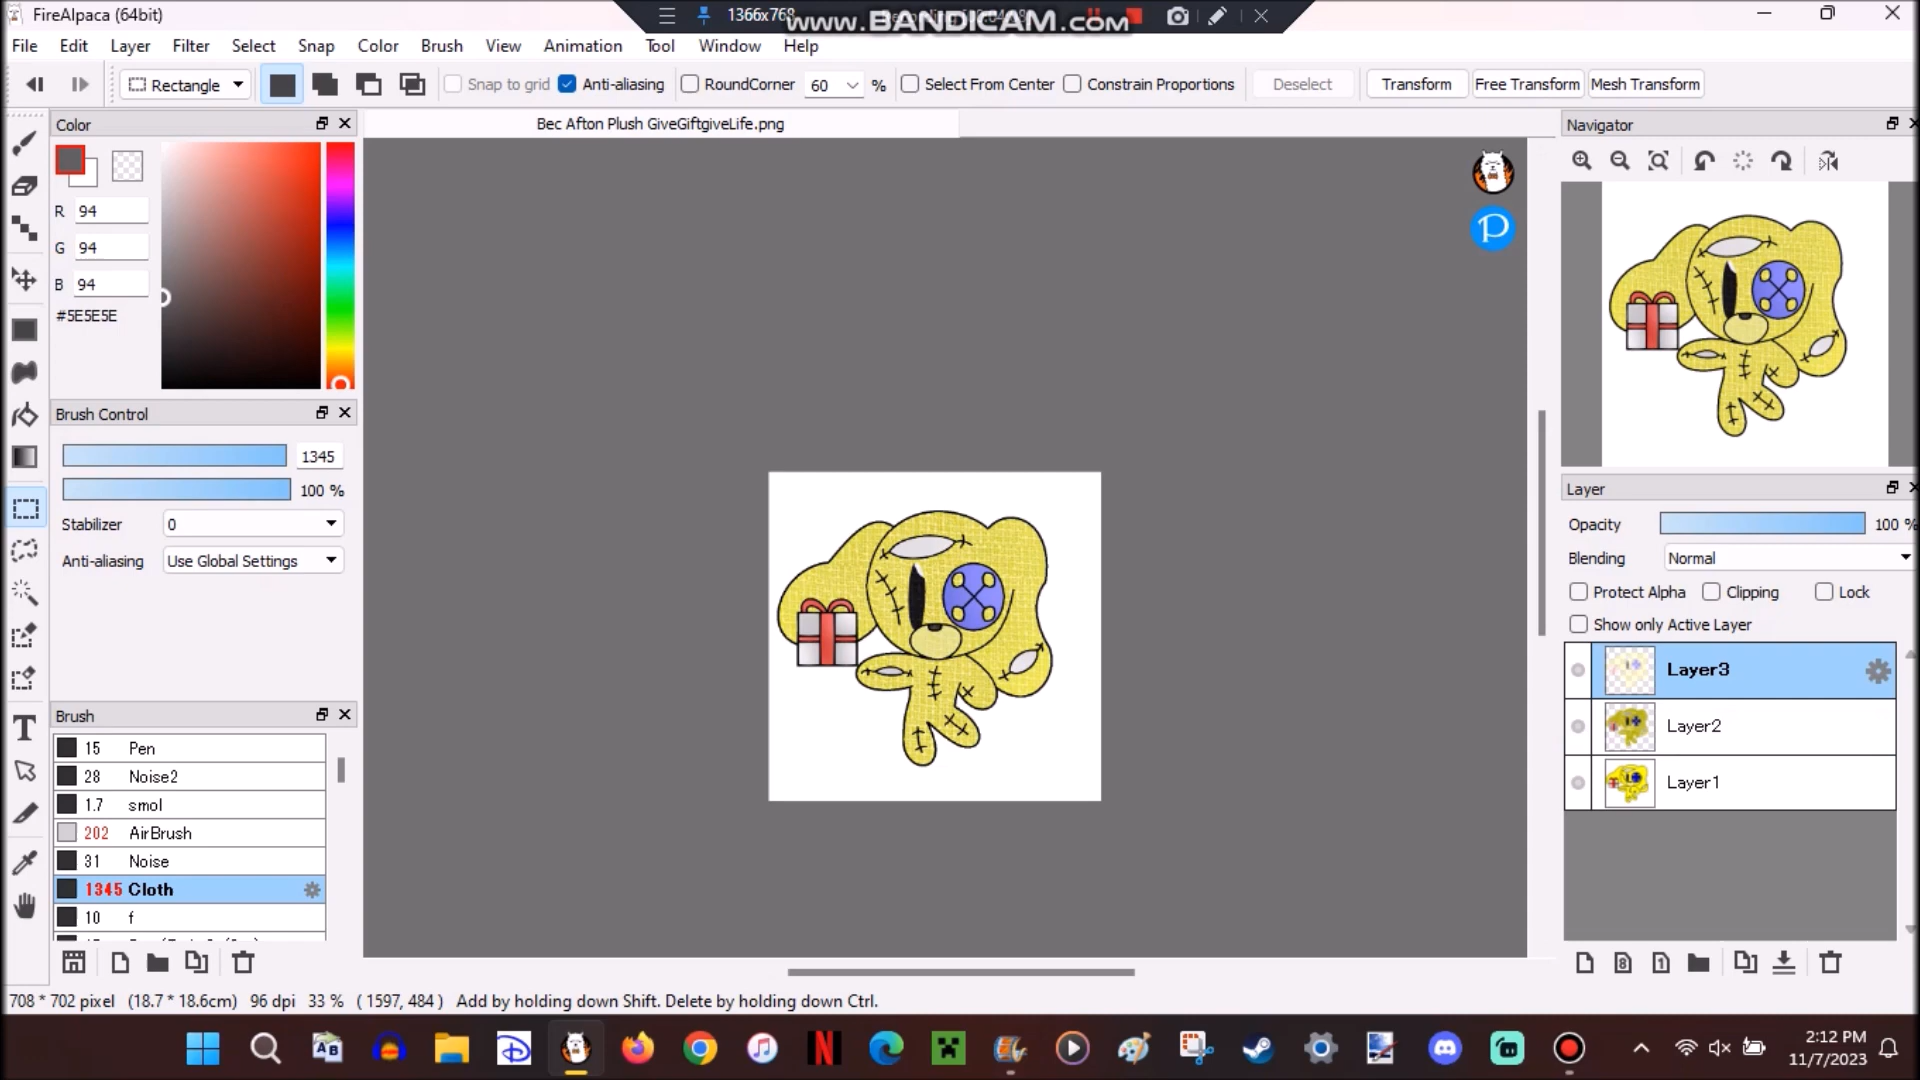 FireAlpaca (64bit)
1366x768
www.BANDICAM.com
File Edit Layer Filter Select Snap Color Brush View Animation Tool Window Help
Rectangle
Snap to grid
Anti-aliasing
RoundCorner
60 %
Select From Center
Constrain Proportions
Deselect
Transform
Free Transform
Mesh Transform
Color
Bec Afton Plush GiveGiftgiveLife.png
Navigator
R 94
G 94
B 94
#5E5E5E
Brush Control
1345
100 %
Stabilizer 0
Anti-aliasing Use Global Settings
Layer
Opacity 100 %
Blending Normal
Protect Alpha Clipping Lock
Show only Active Layer
Layer3
Layer2
Layer1
Brush
15 Pen
28 Noise2
1.7 smol
202 AirBrush
31 Noise
1345 Cloth
10 f
708 * 702 pixel (18.7 * 18.6cm) 96 dpi 33 % ( 1597, 484 ) Add by holding down Shift. Delete by holding down Ctrl.
2:12 PM
11/7/2023